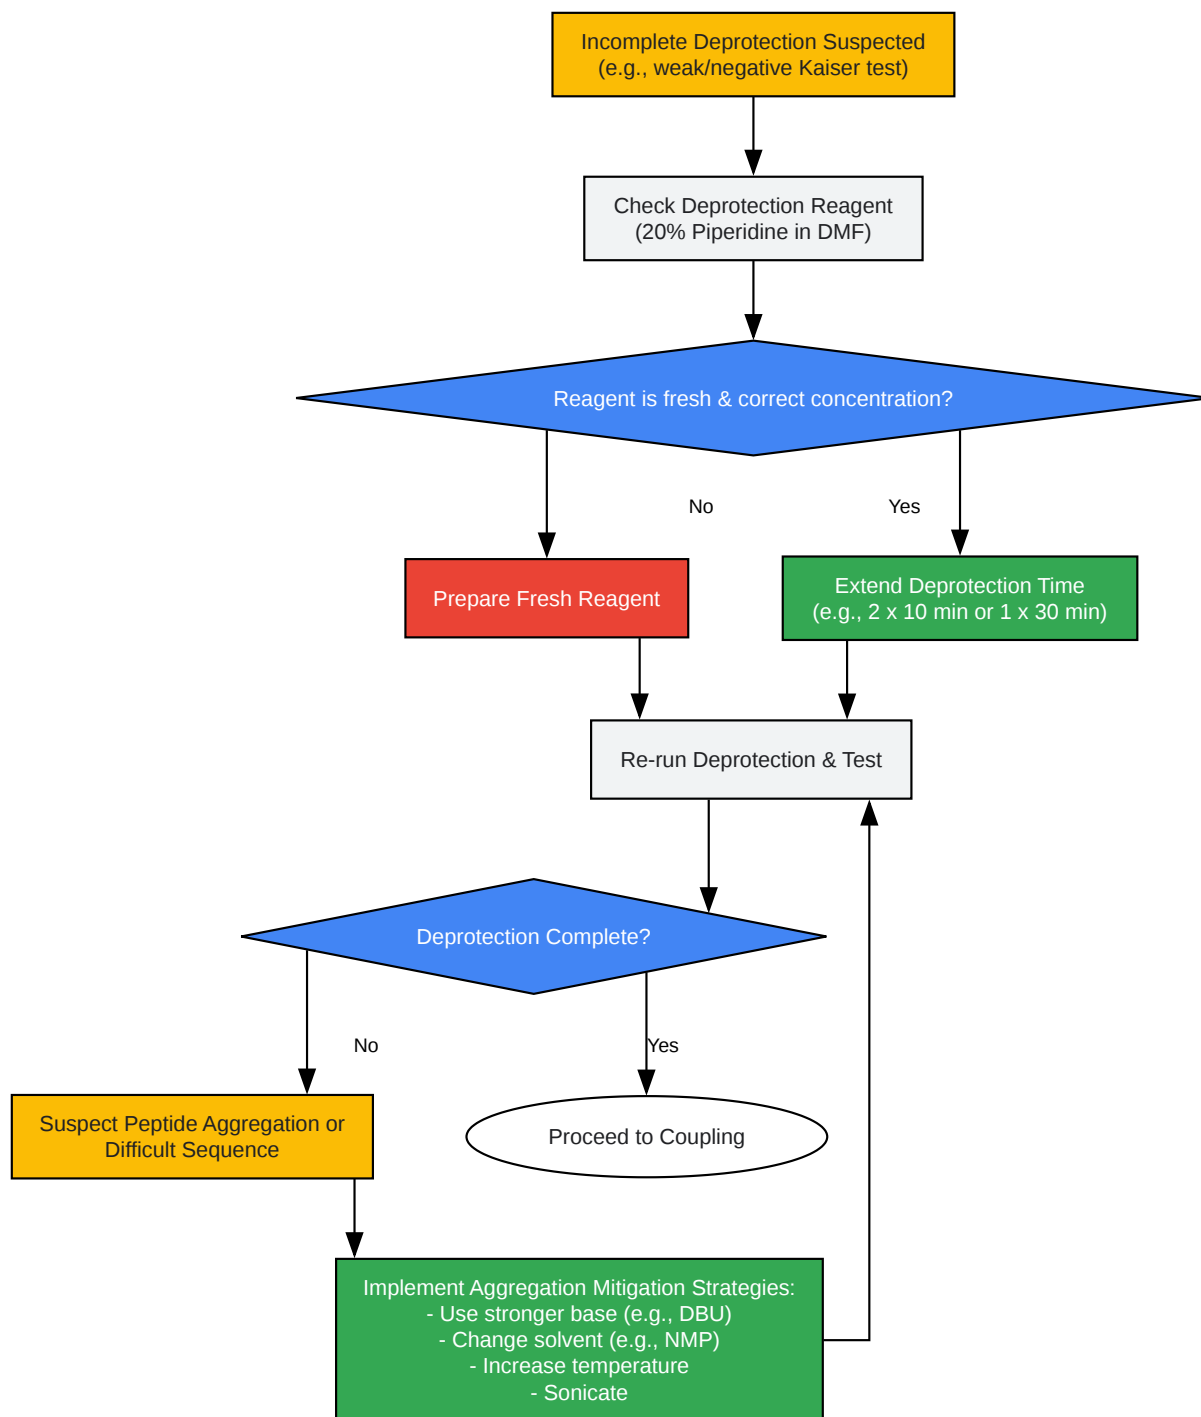 Incomplete Deprotection Suspected
(e.g., weak/negative Kaiser test)
Check Deprotection Reagent
(20% Piperidine in DMF)
Reagent is fresh & correct concentration?
No
Yes
Prepare Fresh Reagent
Extend Deprotection Time
(e.g., 2 x 10 min or 1 x 30 min)
Re-run Deprotection & Test
Deprotection Complete?
No
Yes
Suspect Peptide Aggregation or
Difficult Sequence
Proceed to Coupling
Implement Aggregation Mitigation Strategies:
- Use stronger base (e.g., DBU)
- Change solvent (e.g., NMP)
- Increase temperature
- Sonicate